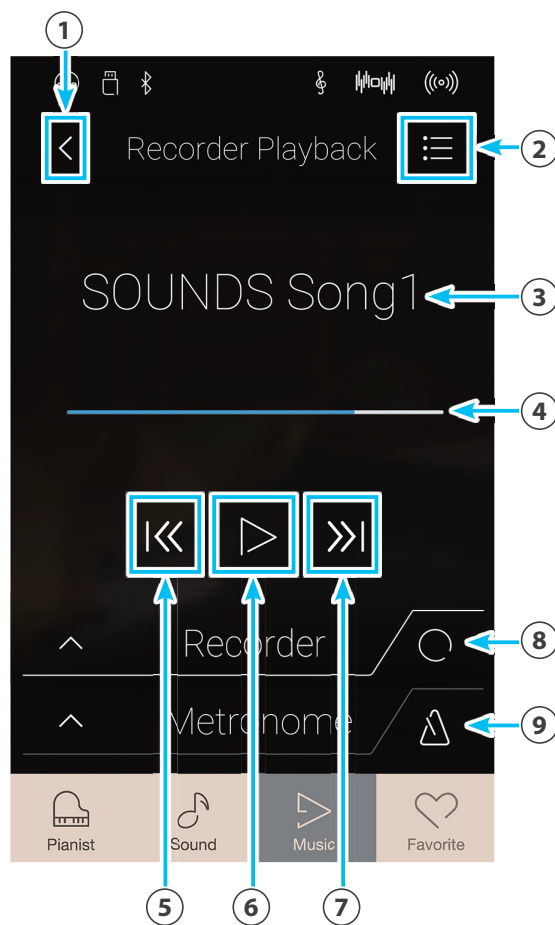 1
Recorder Playback
2
SOUNDS Song1
3
4
Recorder
8
Metronome
9
Pianist
Sound
Music
Favorite
5
6
7